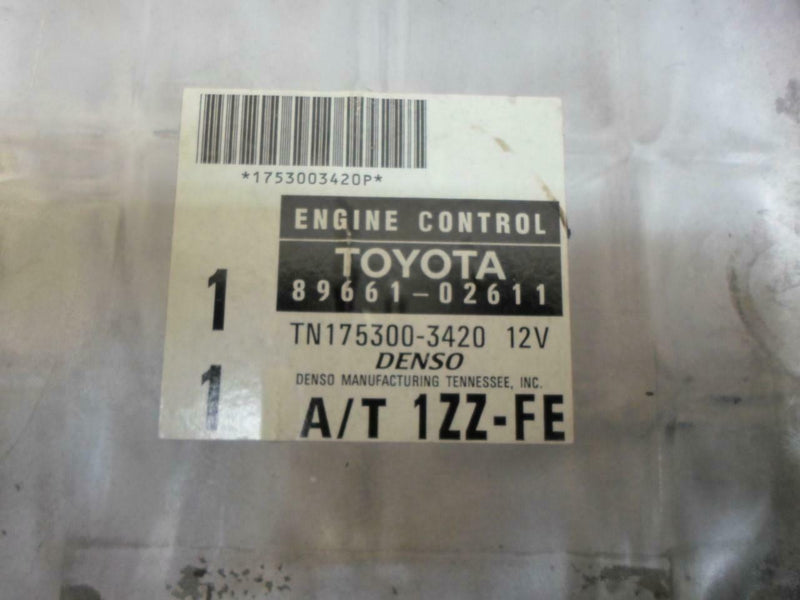 *1753003420P*
ENGINE CONTROL
TOYOTA
89661-02611
1
TN175300-3420 12V
DENSO
DENSO MANUFACTURING TENNESSEE, INC.
1
A/T 1ZZ-FE